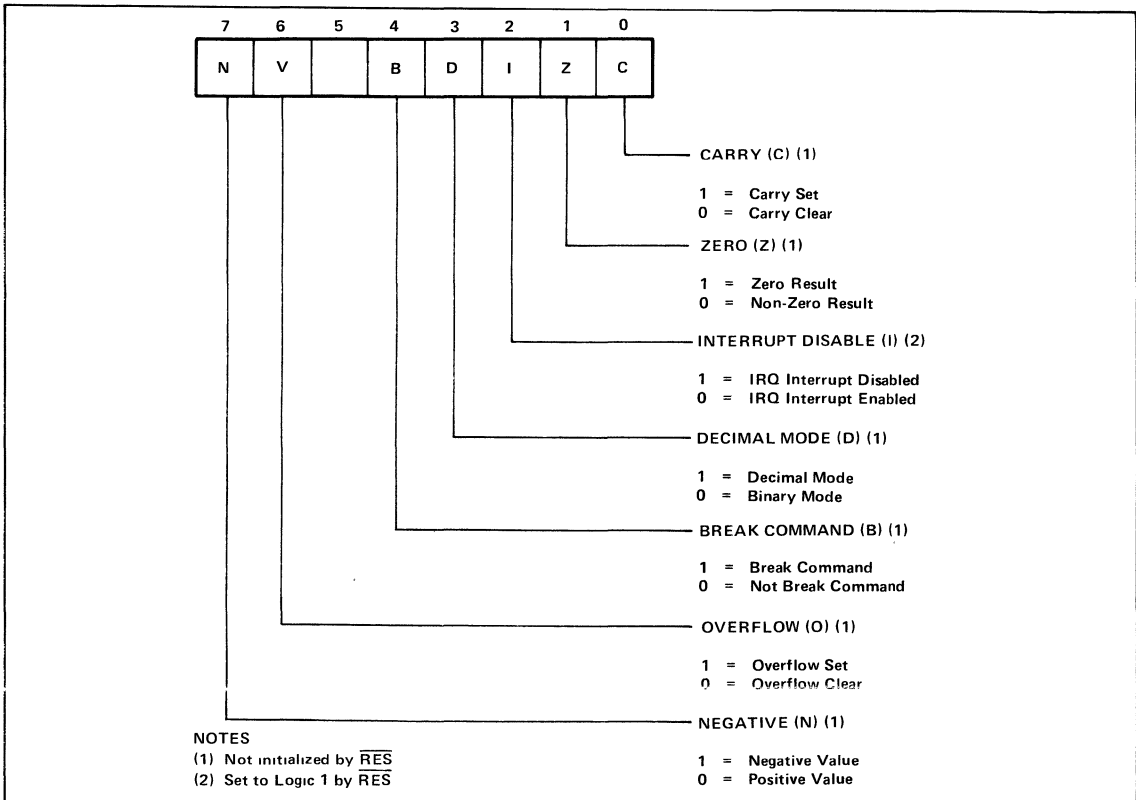 7 6 5 4 3 2 1 0
N V B D I Z C
CARRY (C) (1)
1 = Carry Set
0 = Carry Clear
ZERO (Z) (1)
1 = Zero Result
0 = Non-Zero Result
INTERRUPT DISABLE (I) (2)
1 = IRQ Interrupt Disabled
0 = IRQ Interrupt Enabled
DECIMAL MODE (D) (1)
1 = Decimal Mode
0 = Binary Mode
BREAK COMMAND (B) (1)
1 = Break Command
0 = Not Break Command
OVERFLOW (O) (1)
1 = Overflow Set
0 = Overflow Clear
NEGATIVE (N) (1)
1 = Negative Value
0 = Positive Value
NOTES
(1) Not initialized by R̅E̅S̅
(2) Set to Logic 1 by R̅E̅S̅